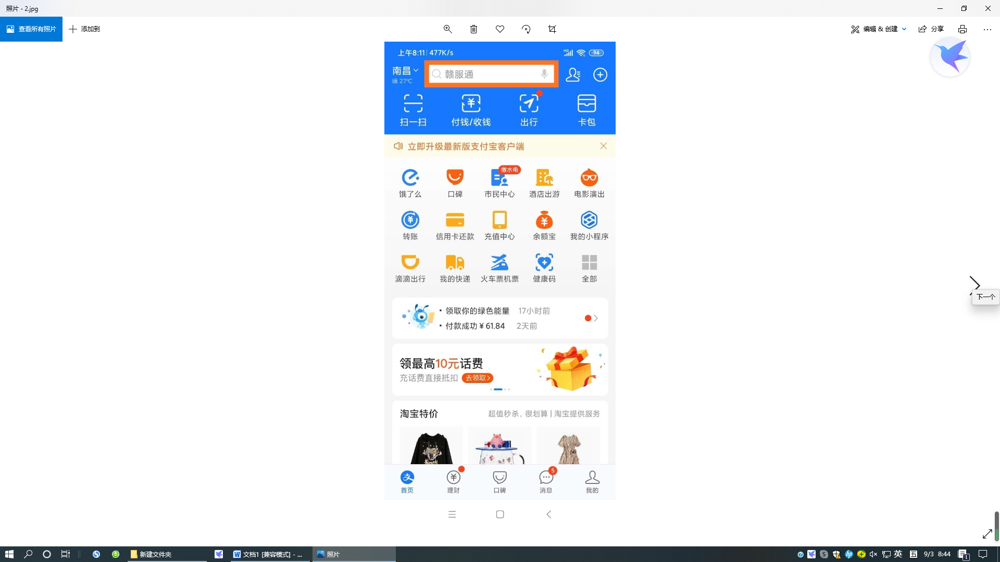 照片 - 2.jpg
查看所有照片
添加到
编辑 & 创建
分享
上午8:11 | 477K/s
HD
94
南昌
晴 27℃
赣服通
扫一扫
付钱/收钱
出行
卡包
立即升级最新版支付宝客户端
缴水电
饿了么
口碑
市民中心
酒店出游
电影演出
转账
信用卡还款
充值中心
余额宝
我的小程序
滴滴出行
我的快递
火车票机票
健康码
全部
下一个
• 领取你的绿色能量 17小时前
• 付款成功 ¥ 61.84 2天前
领最高10元话费
充话费直接抵扣 去领取>
淘宝特价
超值秒杀，很划算 | 淘宝提供服务
支
5
首页
理财
口碑
消息
我的
新建文件夹
文档1 [兼容模式] - ...
照片
英
9/3 8:44
1